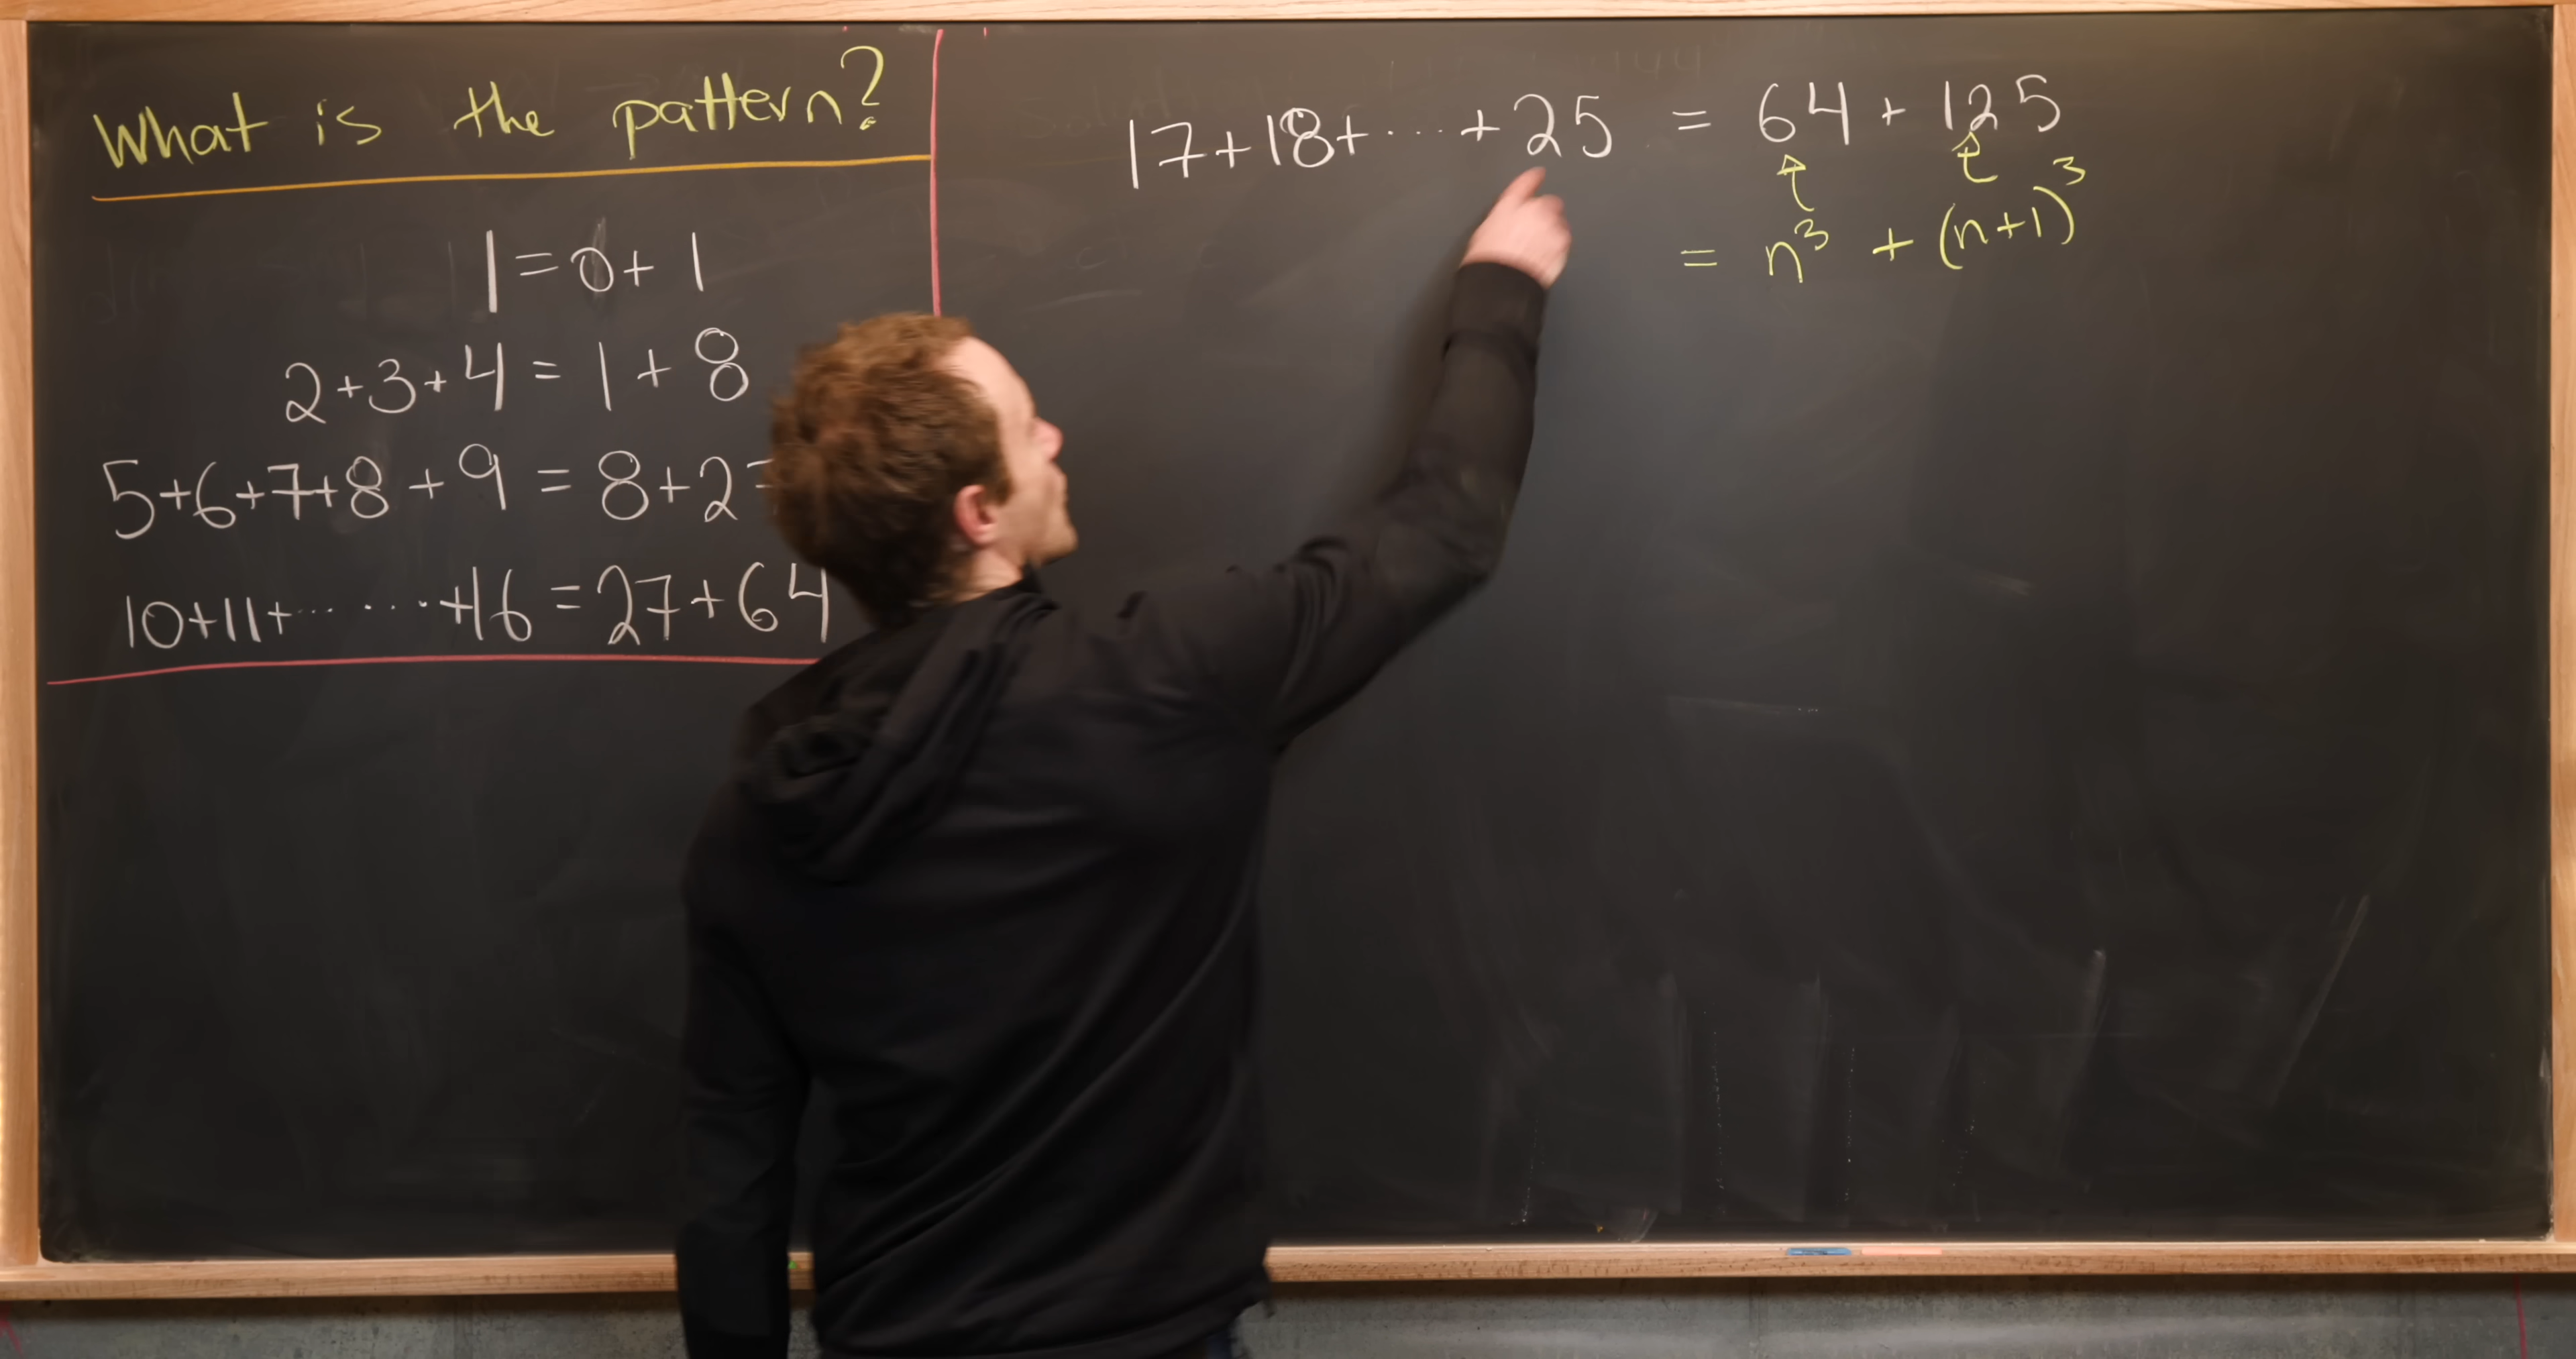 What is the pattern?
1 = 0 + 1
2+3+4 = 1 + 8
5+6+7+8+9 = 8+2
10+11+······+16 = 27+64
17+18+····+25 = 64 + 125
= n³ + (n+1)³